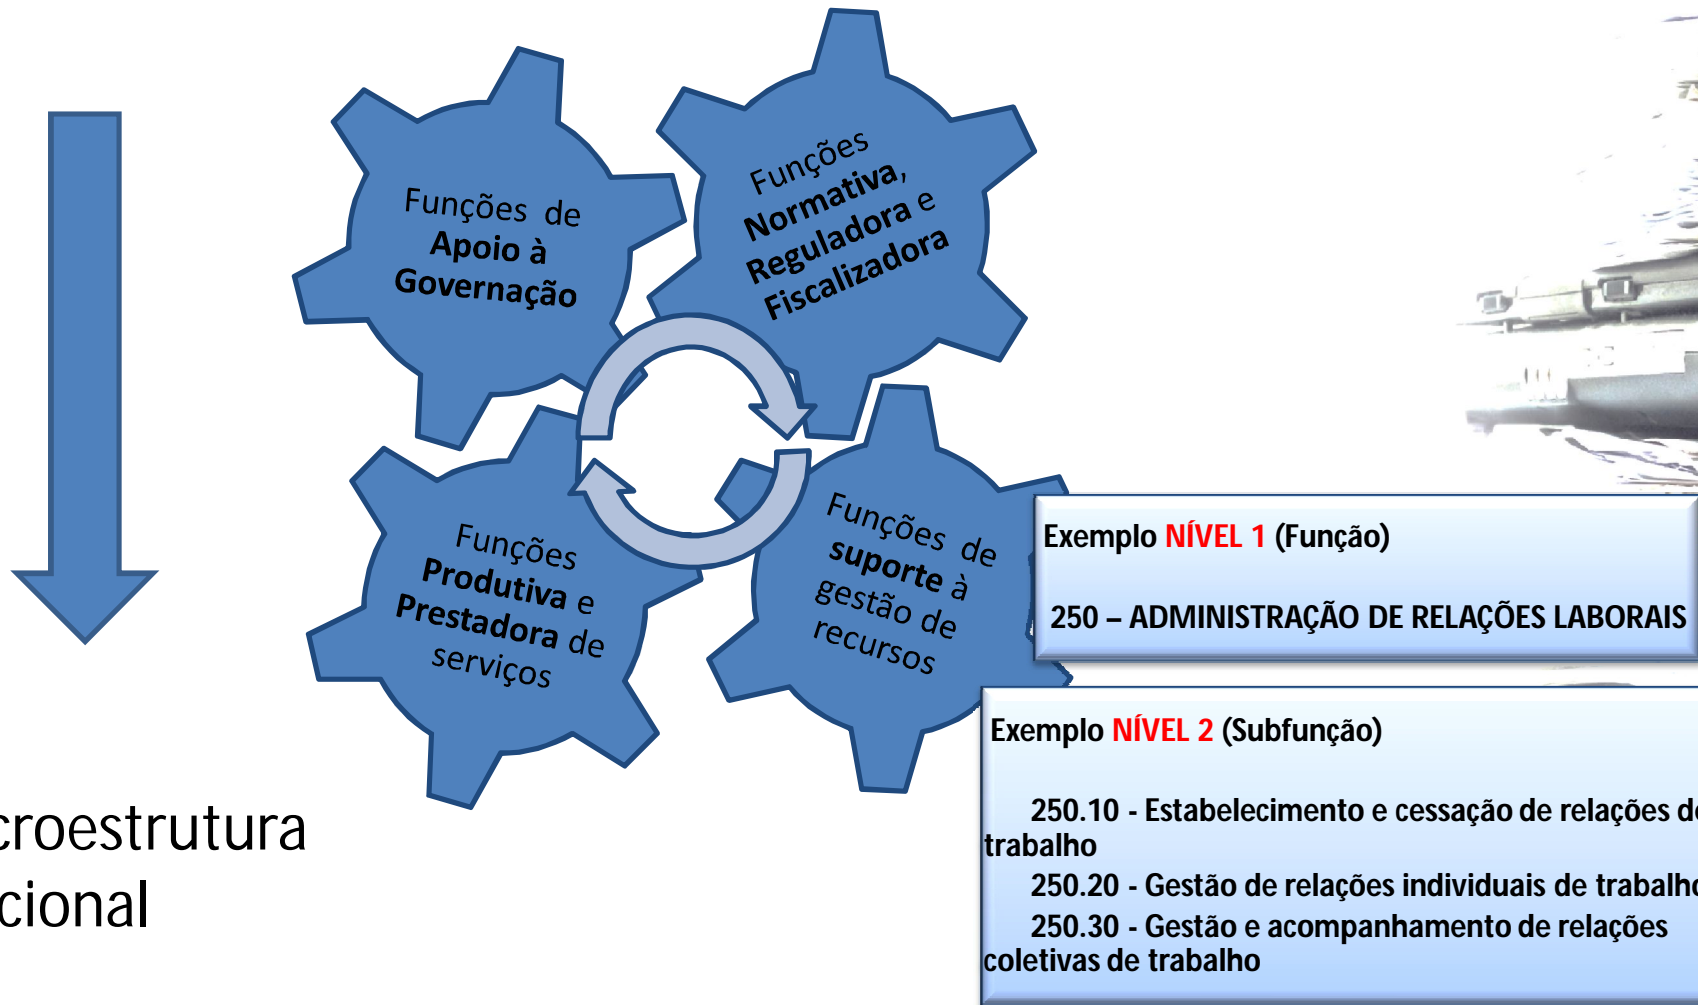 Funções de
Apoio à
Governação
Funções
Normativa,
Reguladora e
Fiscalizadora
Funções
Produtiva e
Prestadora de
serviços
Funções de
suporte à
gestão de
recursos
Exemplo NÍVEL 1 (Função)
250 – ADMINISTRAÇÃO DE RELAÇÕES LABORAIS
Exemplo NÍVEL 2 (Subfunção)
250.10 - Estabelecimento e cessação de relações de
trabalho
250.20 - Gestão de relações individuais de trabalho
250.30 - Gestão e acompanhamento de relações
coletivas de trabalho
croestrutura
cional